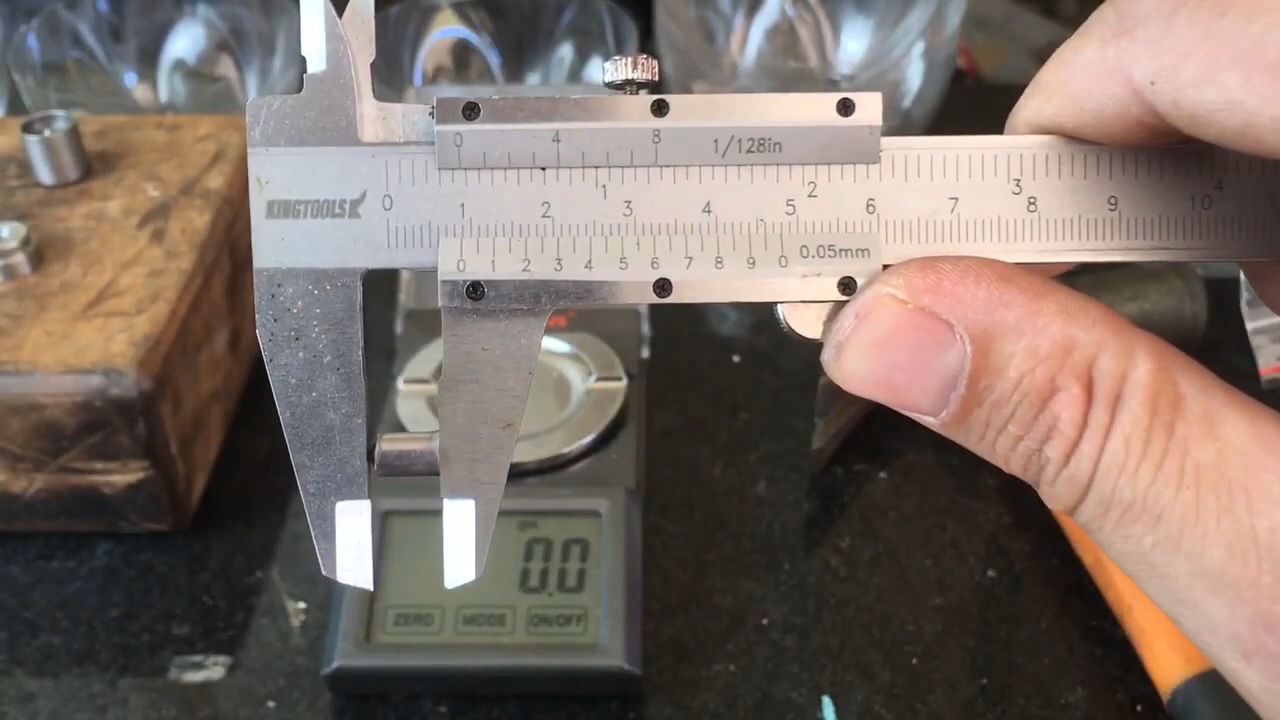 0 4 8 1/128in
1 2 3 4
KINGTOOLS 0 1 2 3 4 5 6 7 8 9 10
0 1 2 3 4 5 6 7 8 9 0 0.05mm
0.0
ZERO MODE ON/OFF